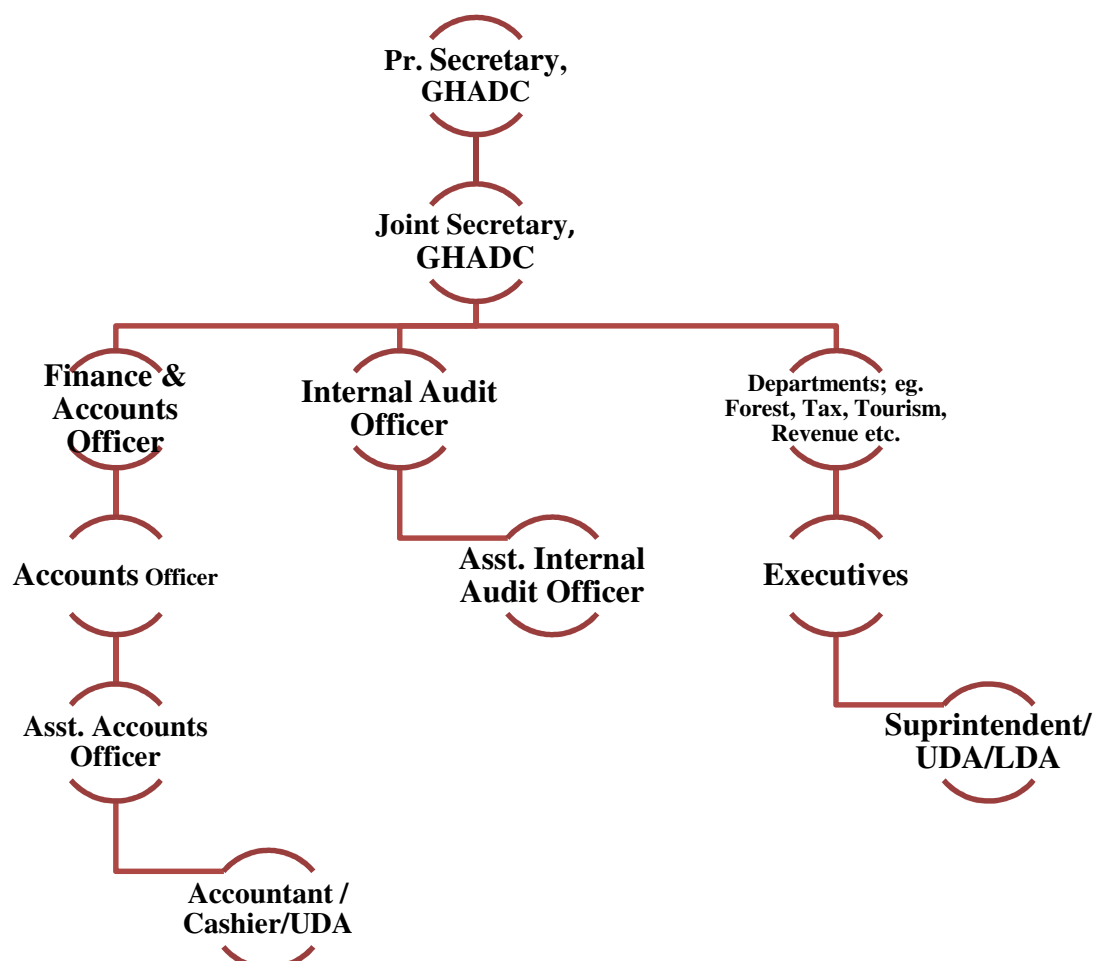 Pr. Secretary,
GHADC
Joint Secretary,
GHADC
Finance &
Accounts
Officer
Internal Audit
Officer
Departments; eg.
Forest, Tax, Tourism,
Revenue etc.
Accounts Officer
Asst. Internal
Audit Officer
Executives
Asst. Accounts
Officer
Suprintendent/
UDA/LDA
Accountant /
Cashier/UDA